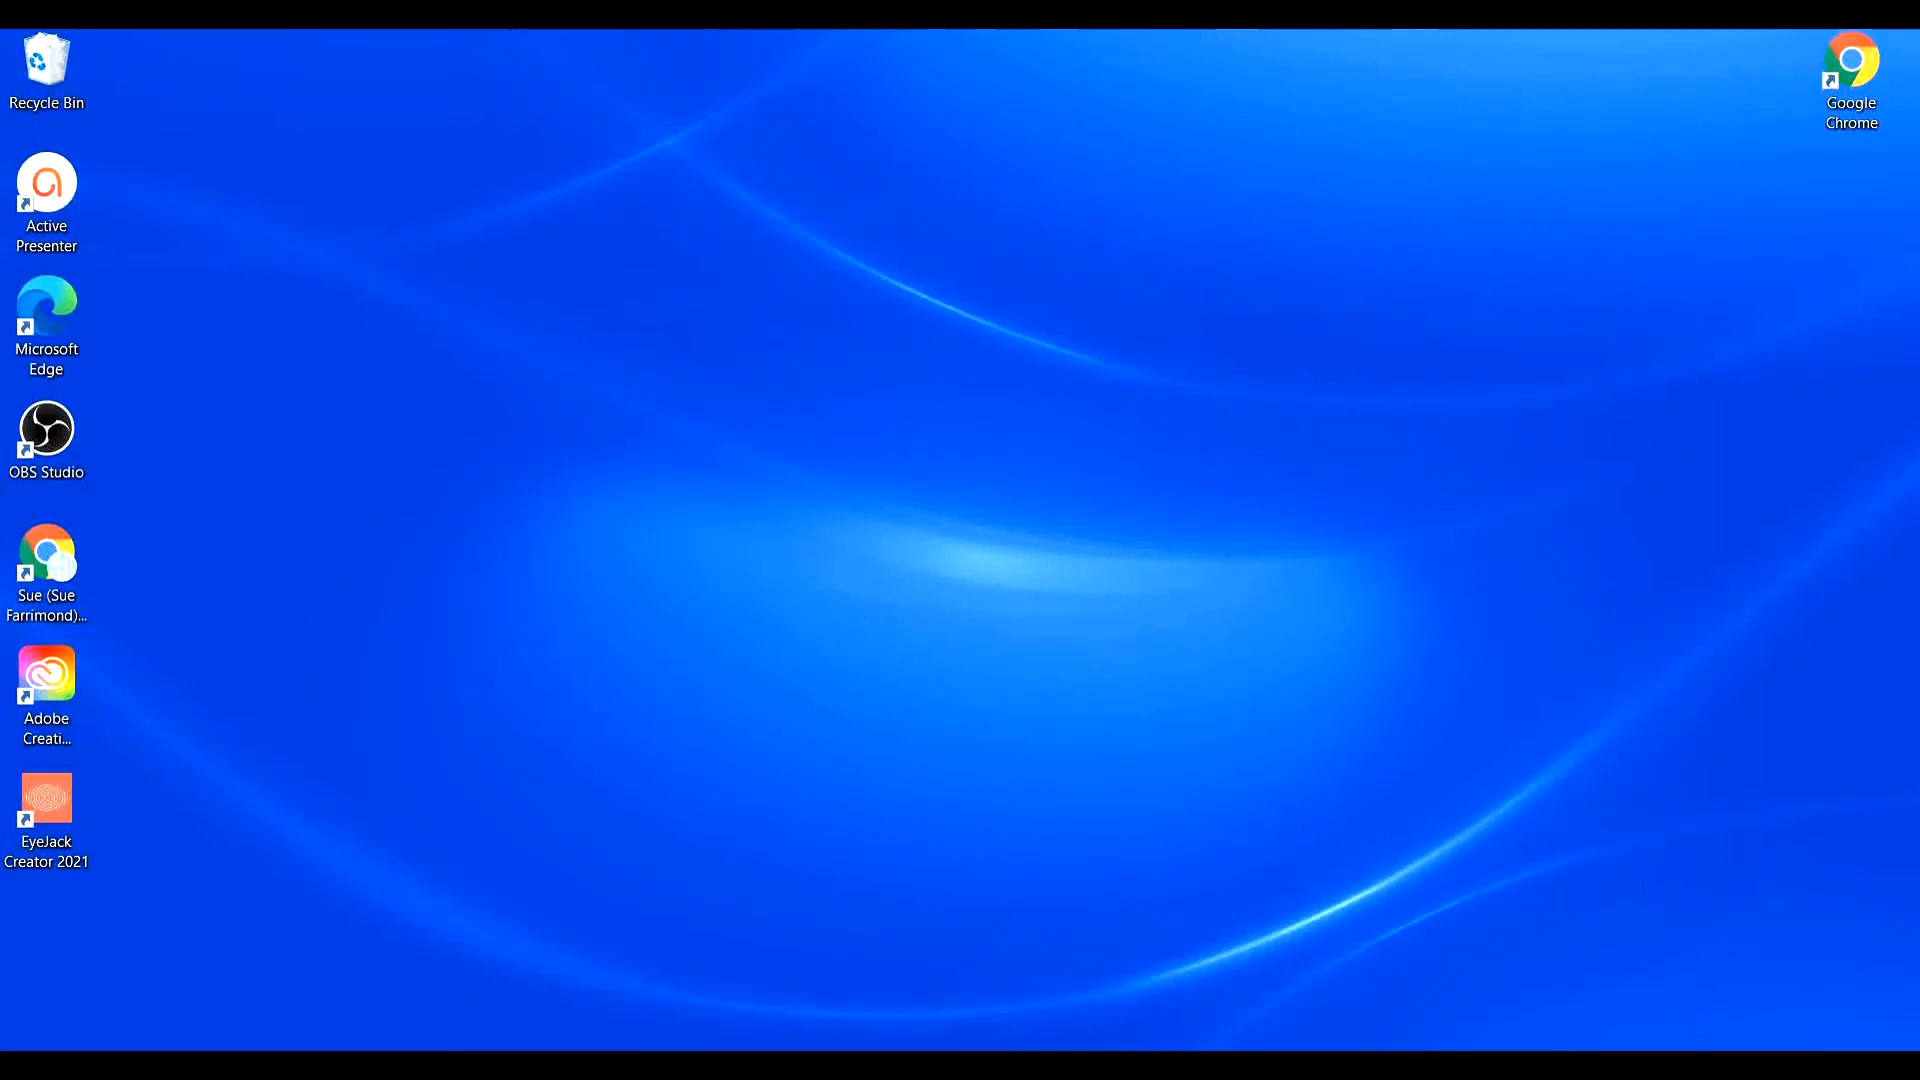 Recycle Bin
Active
Presenter
Microsoft
Edge
OBS Studio
Sue (Sue
Farrimond)...
Adobe
Creati...
EyeJack
Creator 2021
Google
Chrome